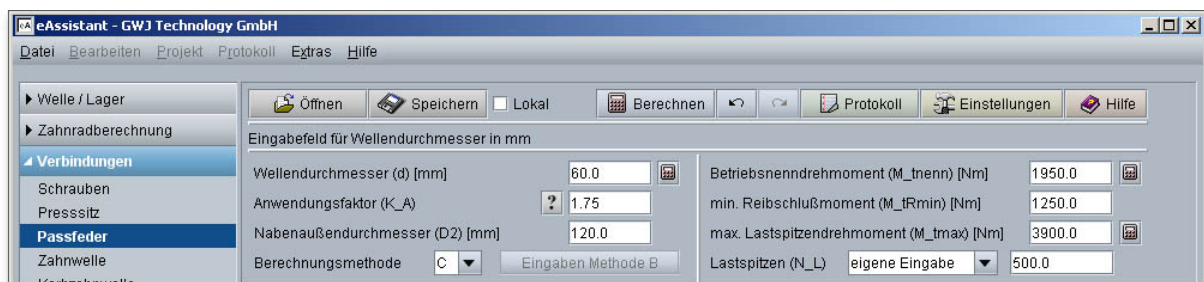 eA eAssistant - GWJ Technology GmbH
Datei Bearbeiten Projekt Protokoll Extras Hilfe
Welle / Lager
Zahnradberechnung
Verbindungen
Schrauben
Presssitz
Passfeder
Zahnwelle
Kerbzahnwelle
Öffnen Speichern Lokal Berechnen Protokoll Einstellungen Hilfe
Eingabefeld für Wellendurchmesser in mm
Wellendurchmesser (d) [mm] 60.0
Anwendungsfaktor (K_A) ? 1.75
Nabenaußendurchmesser (D2) [mm] 120.0
Berechnungsmethode C Eingaben Methode B
Betriebsnenndrehmoment (M_tnenn) [Nm] 1950.0
min. Reibschlußmoment (M_tRmin) [Nm] 1250.0
max. Lastspitzendrehmoment (M_tmax) [Nm] 3900.0
Lastspitzen (N_L) eigene Eingabe 500.0